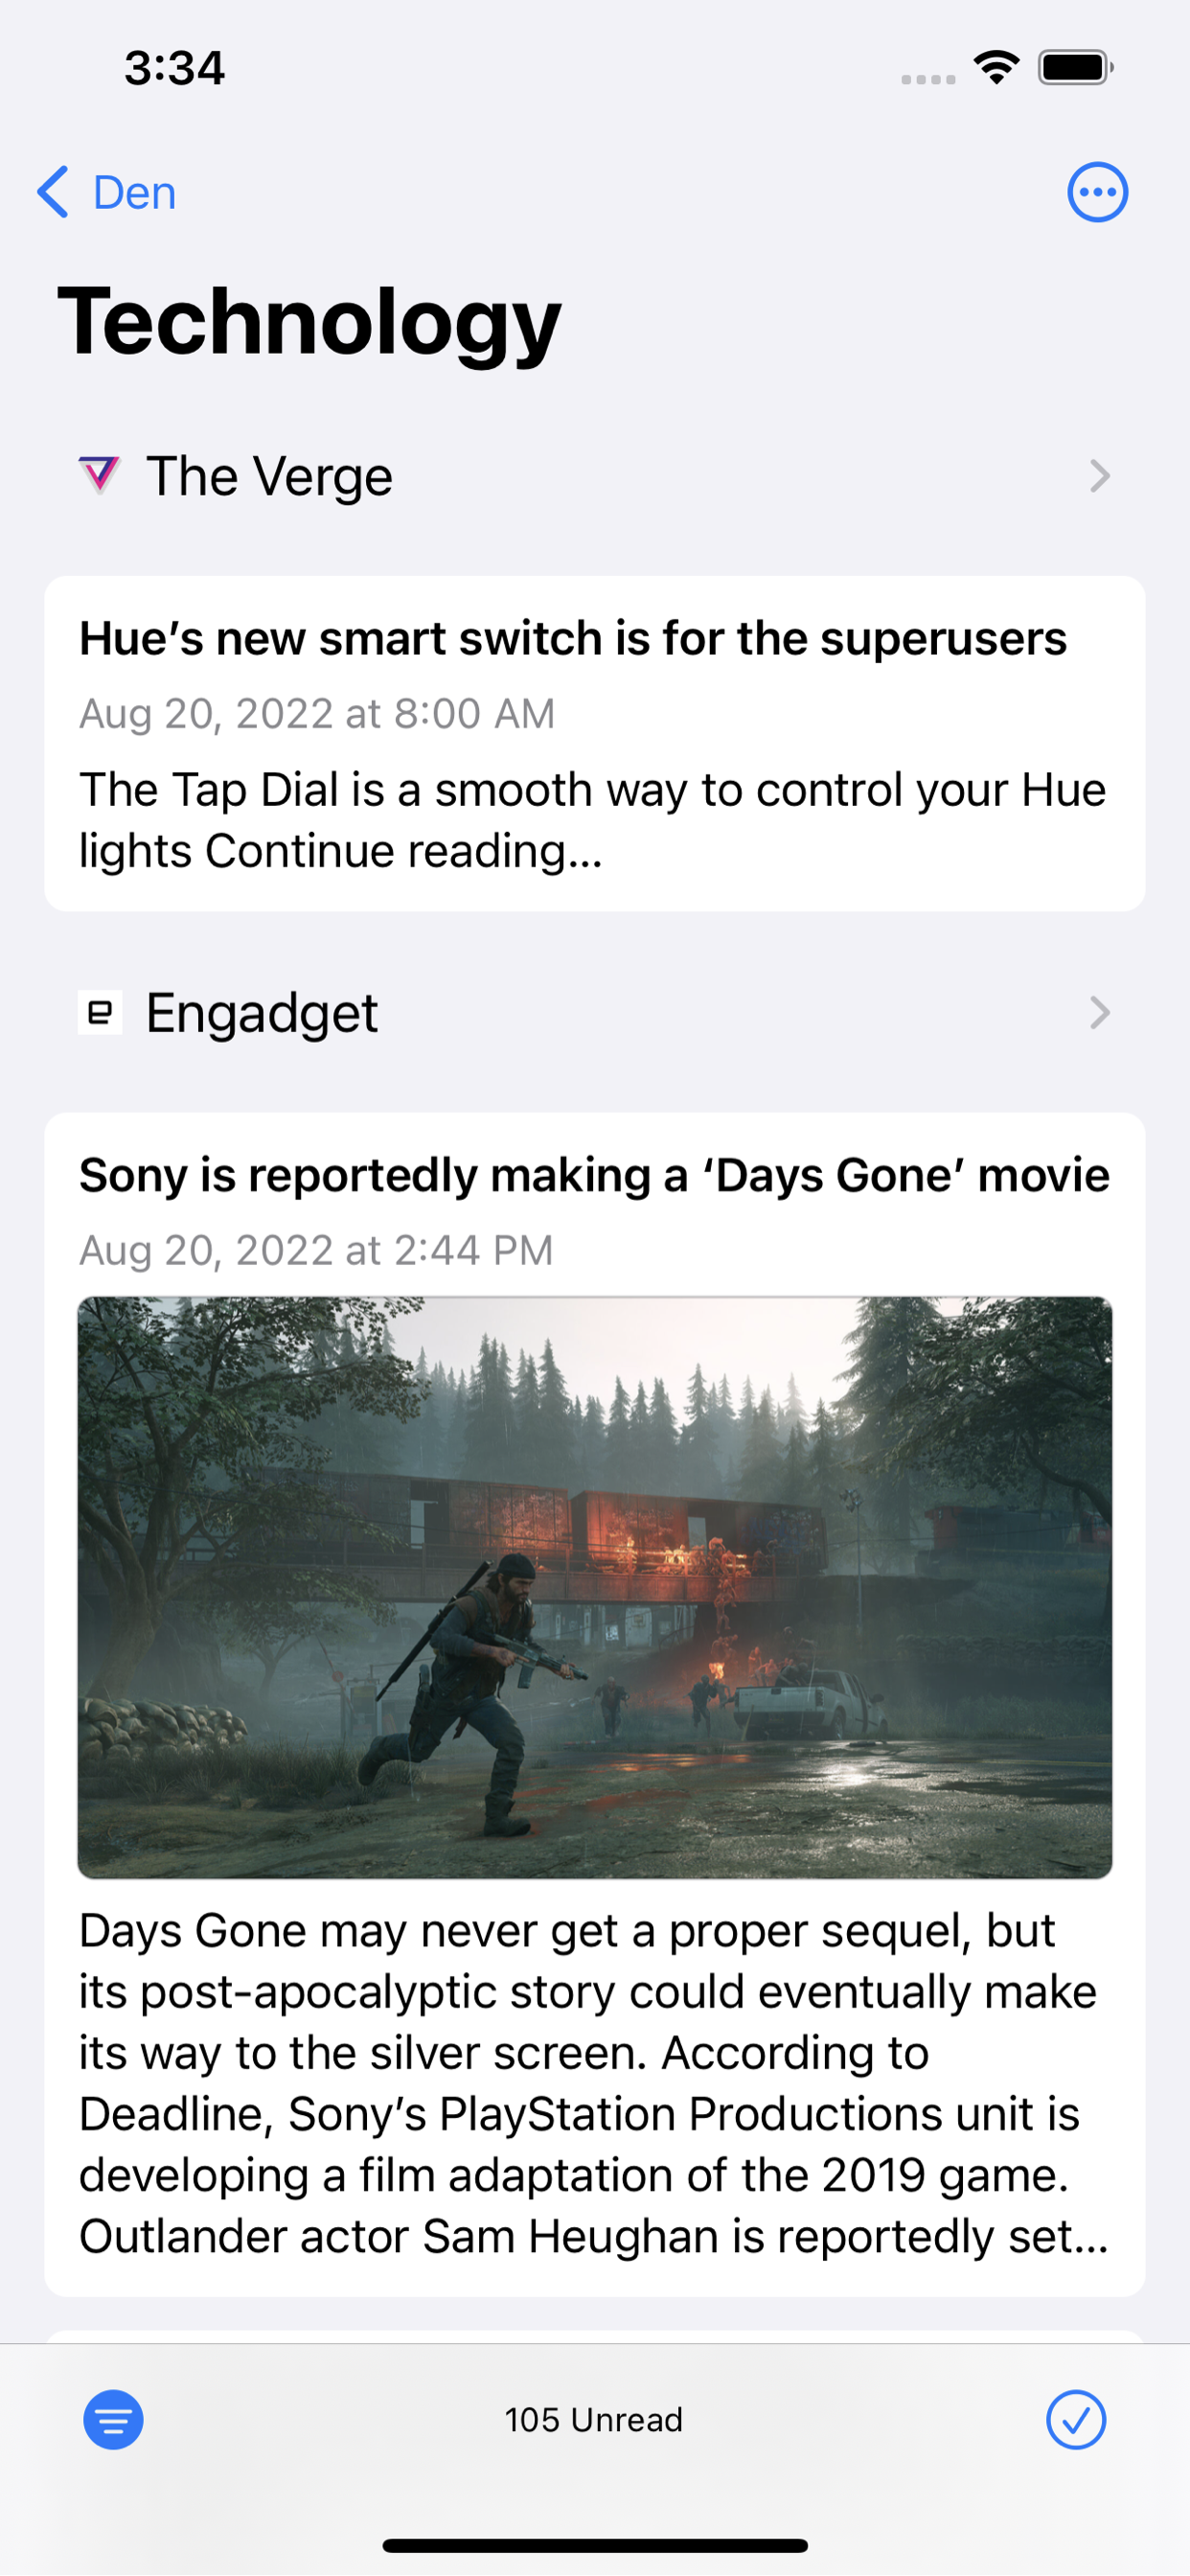 3:34
Den
Technology
The Verge
Hue’s new smart switch is for the superusers
Aug 20, 2022 at 8:00 AM
The Tap Dial is a smooth way to control your Hue
lights Continue reading...
Engadget
Sony is reportedly making a ‘Days Gone’ movie
Aug 20, 2022 at 2:44 PM
Days Gone may never get a proper sequel, but
its post-apocalyptic story could eventually make
its way to the silver screen. According to
Deadline, Sony’s PlayStation Productions unit is
developing a film adaptation of the 2019 game.
Outlander actor Sam Heughan is reportedly set...
105 Unread